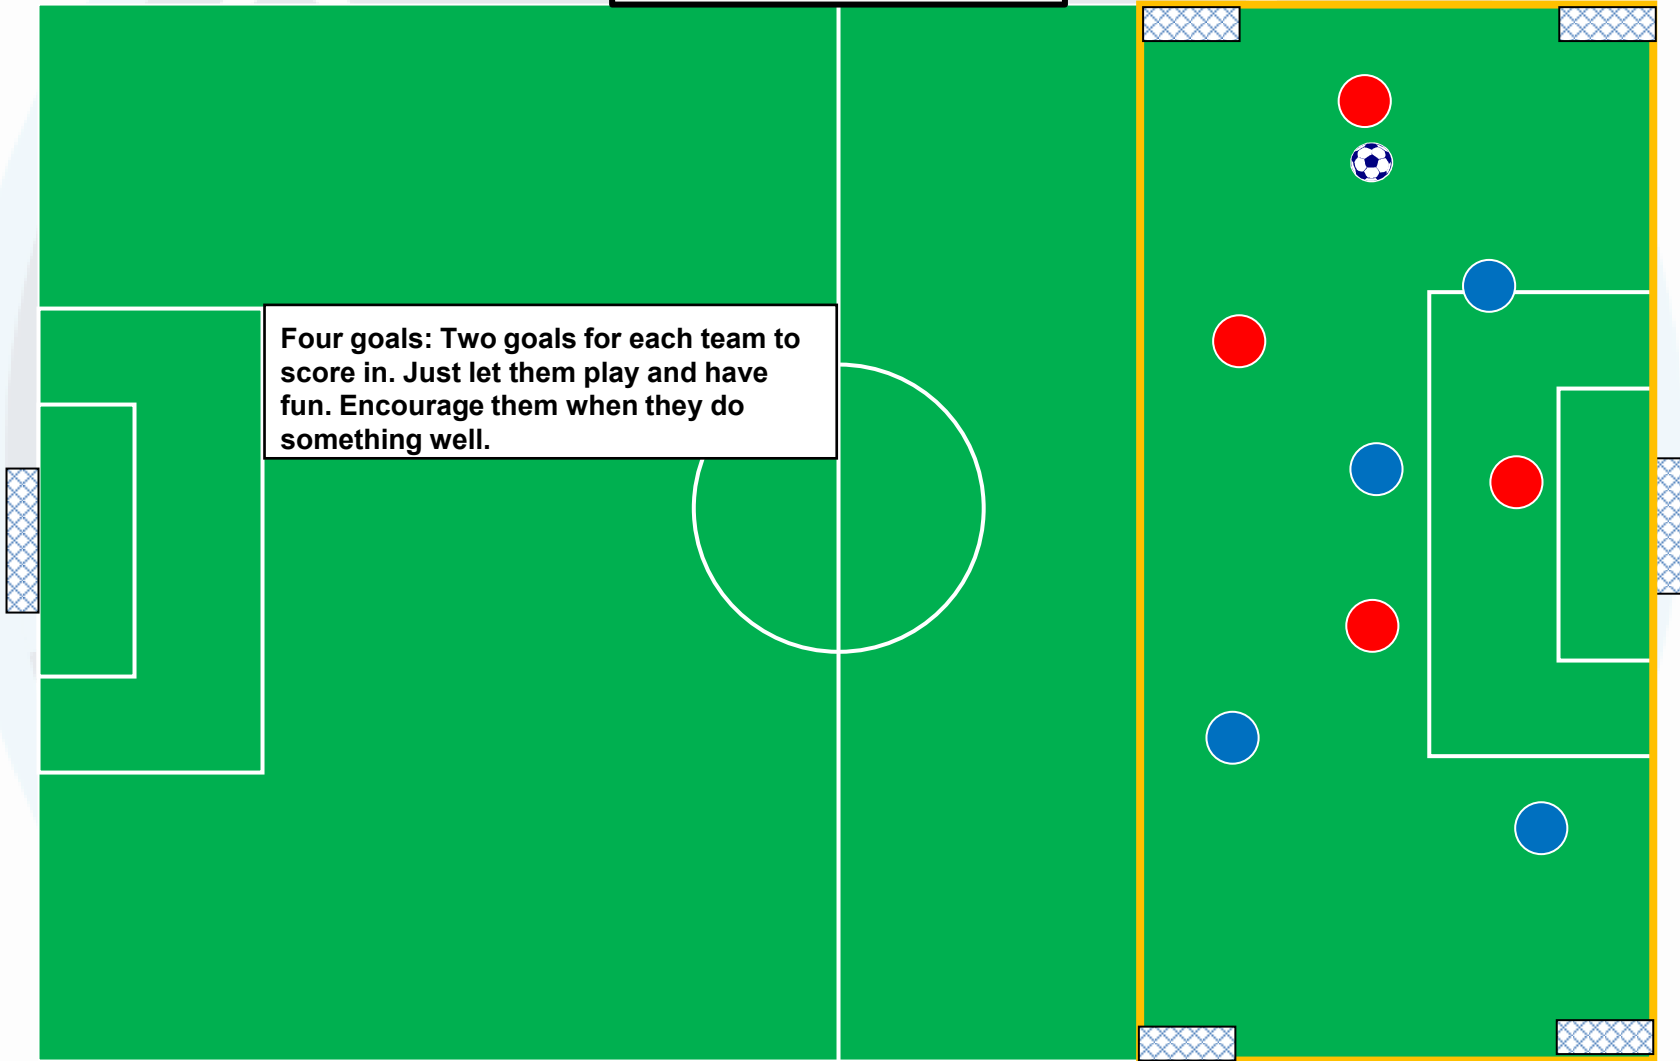 Four goals: Two goals for each team to
score in. Just let them play and have
fun. Encourage them when they do
something well.